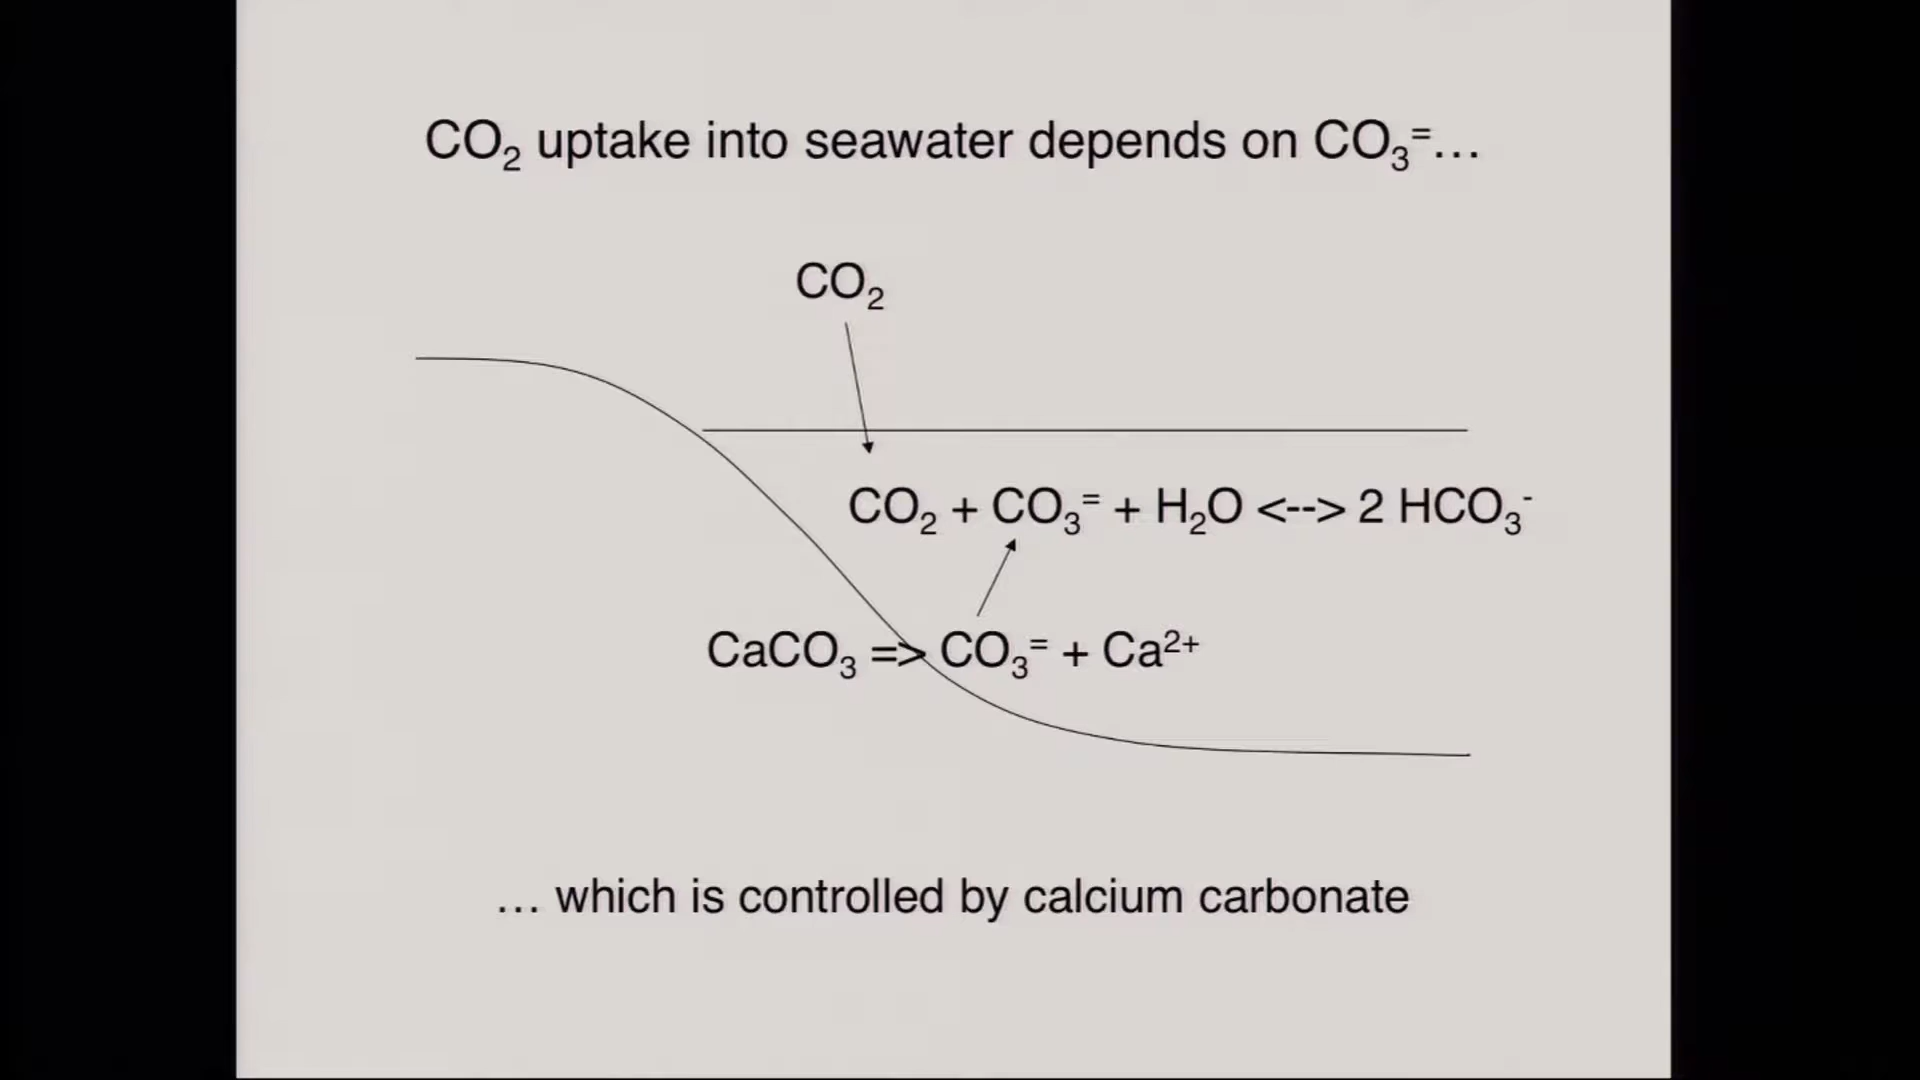 CO₂ uptake into seawater depends on CO₃⁼…
CO₂
CO₂ + CO₃⁼ + H₂O <--> 2 HCO₃⁻
CaCO₃ => CO₃⁼ + Ca²⁺
… which is controlled by calcium carbonate